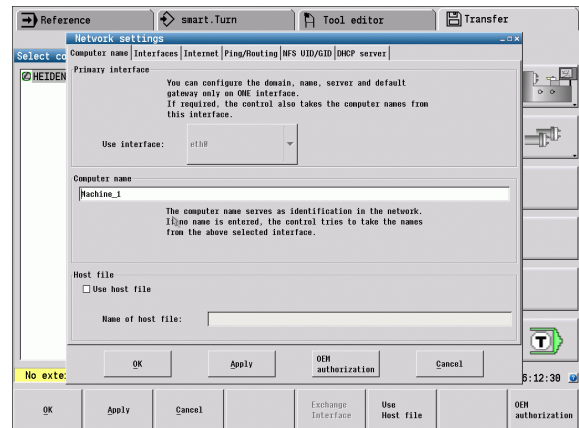 Reference
smart.Turn
Tool editor
Transfer
Network settings
Select co
Computer name Interfaces Internet Ping/Routing NFS UID/GID DHCP server
HEIDEN
Primary interface
You can configure the domain, name, server and default
gateway only on ONE interface.
If required, the control also takes the computer names from
this interface.
Use interface: eth0
Computer name
Machine_1
The computer name serves as identification in the network.
If no name is entered, the control tries to take the names
from the above selected interface.
Host file
Use host file
Name of host file:
T
OK Apply OEM authorization Cancel
No exte
6:12:30
OK Apply Cancel Exchange Interface Use Host file OEM authorization